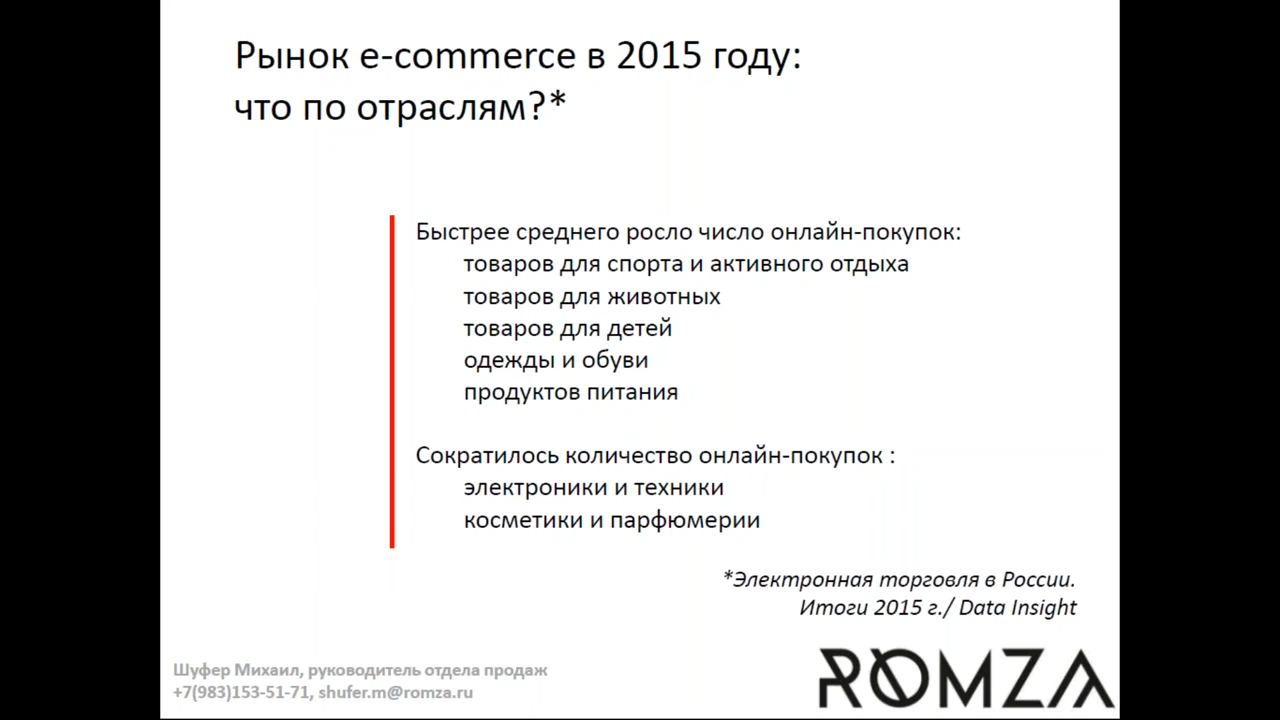 Рынок e-commerce в 2015 году:
что по отраслям?*
Быстрее среднего росло число онлайн-покупок:
товаров для спорта и активного отдыха
товаров для животных
товаров для детей
одежды и обуви
продуктов питания
Сократилось количество онлайн-покупок :
электроники и техники
косметики и парфюмерии
*Электронная торговля в России.
Итоги 2015 г./ Data Insight
Шуфер Михаил, руководитель отдела продаж
+7(983)153-51-71, shufer.m@romza.ru
ROMZA